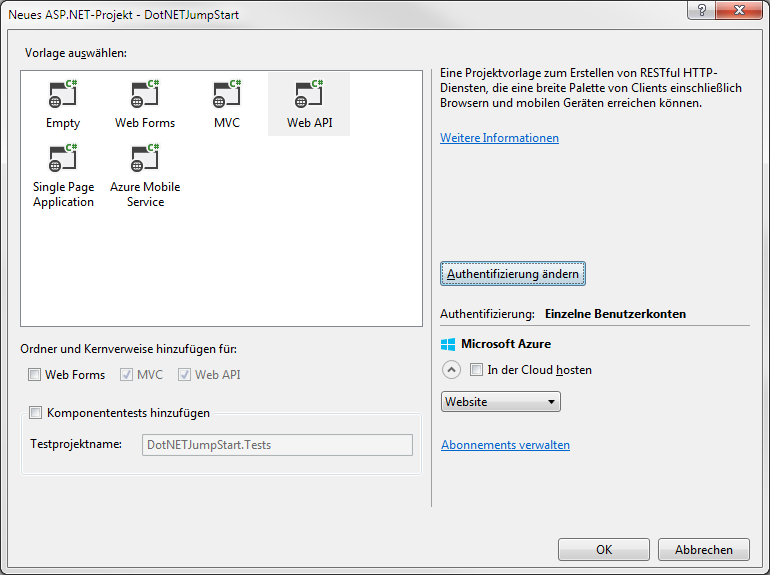 Neues ASP.NET-Projekt - DotNETJumpStart
?
Vorlage auswählen:
C#
C#
C#
C#
Empty
Web Forms
MVC
Web API
C#
C#
Single Page
Application
Azure Mobile
Service
Ordner und Kernverweise hinzufügen für:
Web Forms
MVC
Web API
Komponententests hinzufügen
Testprojektname:
DotNETJumpStart.Tests
Eine Projektvorlage zum Erstellen von RESTful HTTP-
Diensten, die eine breite Palette von Clients einschließlich
Browsern und mobilen Geräten erreichen können.
Weitere Informationen
Authentifizierung ändern
Authentifizierung: Einzelne Benutzerkonten
Microsoft Azure
In der Cloud hosten
Website
Abonnements verwalten
OK
Abbrechen